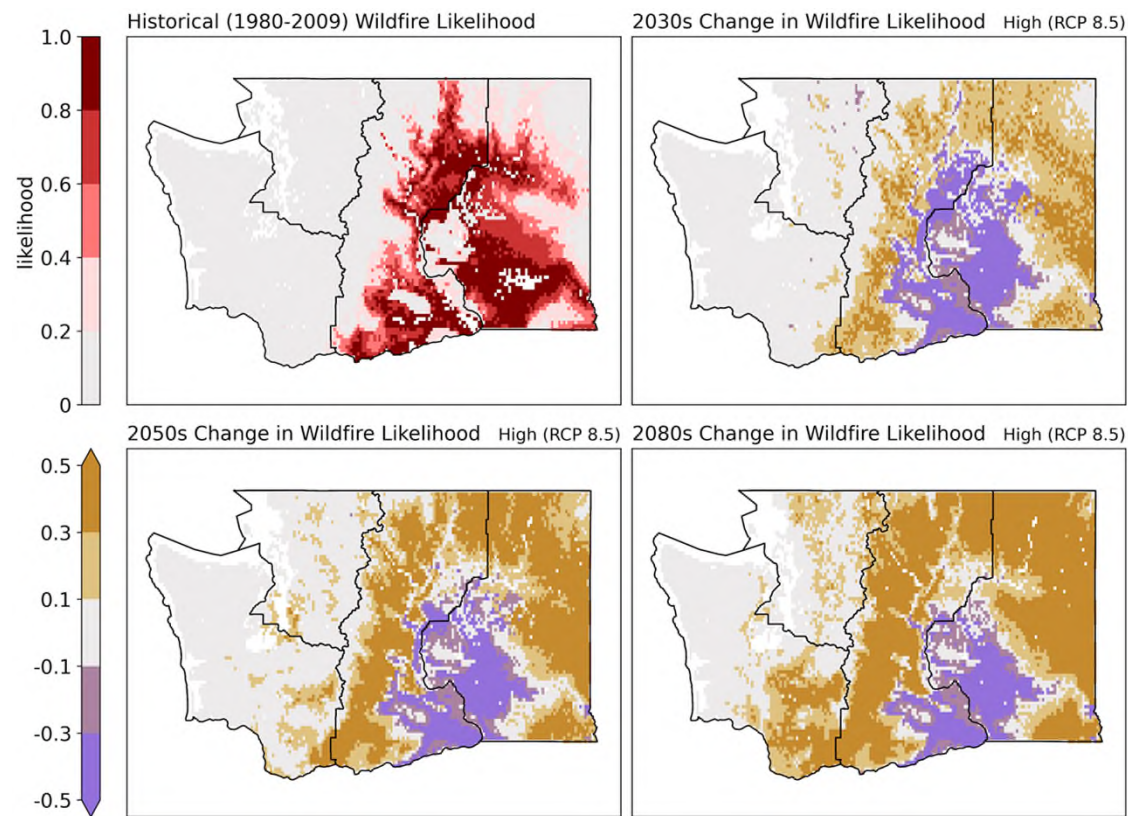 Historical (1980-2009) Wildfire Likelihood
2030s Change in Wildfire Likelihood High (RCP 8.5)
1.0
0.8
0.6
0.4
0.2
0
likelihood
2050s Change in Wildfire Likelihood High (RCP 8.5)
2080s Change in Wildfire Likelihood High (RCP 8.5)
0.5
0.3
0.1
-0.1
-0.3
-0.5